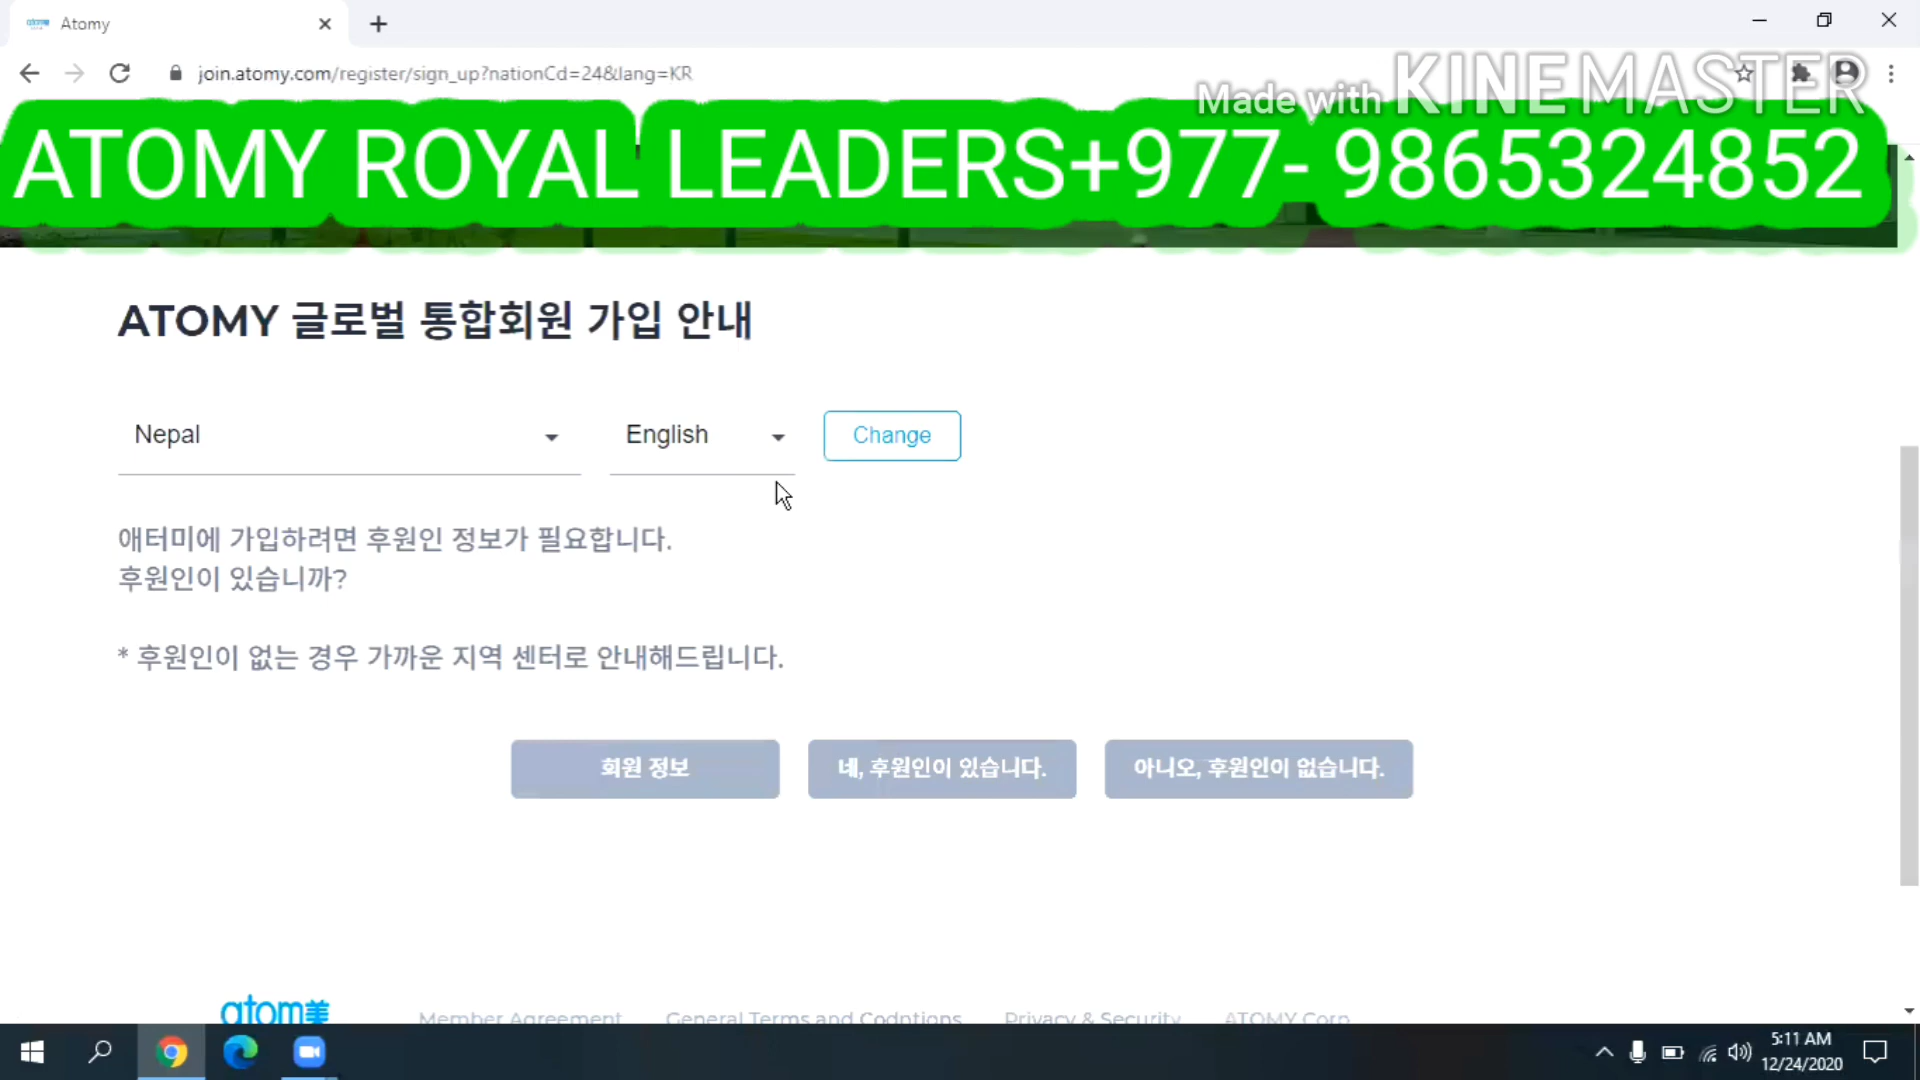 Atomy
join.atomy.com/register/sign_up?nationCd=24&lang=KR
Made with KINEMASTER
ATOMY ROYAL LEADERS+977- 9865324852
ATOMY 글로벌 통합회원 가입 안내
Nepal English Change
애터미에 가입하려면 후원인 정보가 필요합니다.
후원인이 있습니까?
* 후원인이 없는 경우 가까운 지역 센터로 안내해드립니다.
회원 정보 네, 후원인이 있습니다. 아니오, 후원인이 없습니다.
atom美 Member Agreement General Terms and Codntions Privacy & Security ATOMY Corp
5:11 AM
12/24/2020